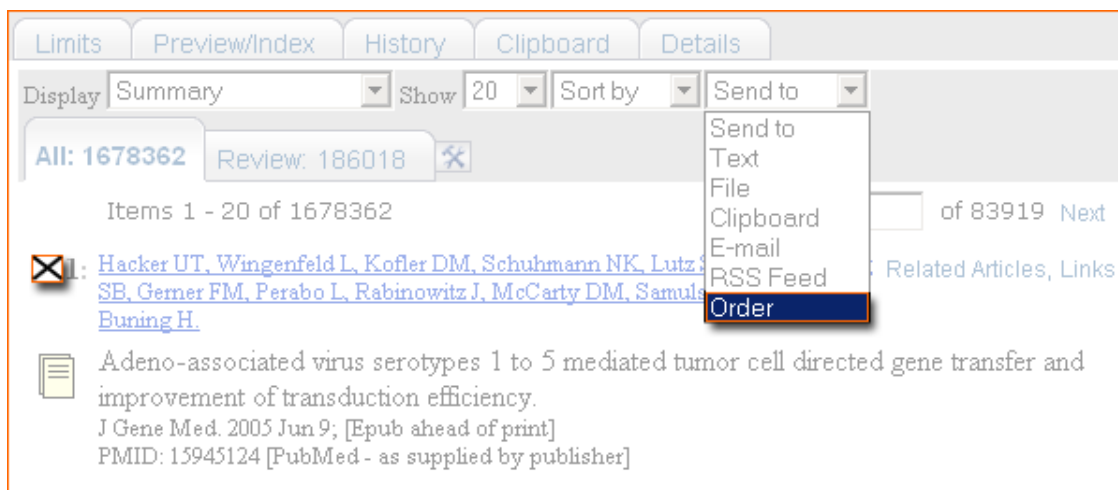 Limits Preview/Index History Clipboard Details
Display Summary Show 20 Sort by Send to
Send to
Text
File
Clipboard
E-mail
RSS Feed
Order
All: 1678362 Review: 186018
Items 1 - 20 of 1678362 of 83919 Next
1: Hacker UT, Wingenfeld L, Kofler DM, Schuhmann NK, Lutz Related Articles, Links
SB, Gerner FM, Perabo L, Rabinowitz J, McCarty DM,
Buning H.
Adeno-associated virus serotypes 1 to 5 mediated tumor cell directed gene transfer and
improvement of transduction efficiency.
J Gene Med. 2005 Jun 9; [Epub ahead of print]
PMID: 15945124 [PubMed - as supplied by publisher]